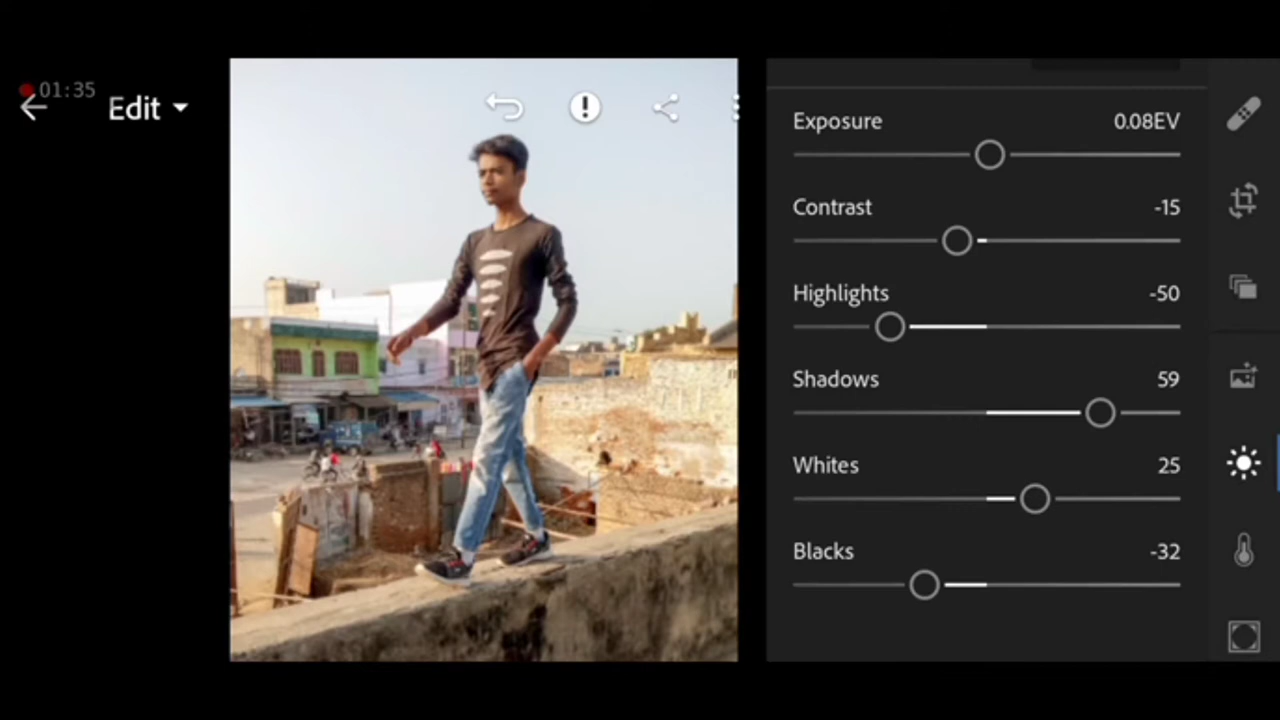 01:35
Edit
Exposure 0.08EV
Contrast -15
Highlights -50
Shadows 59
Whites 25
Blacks -32